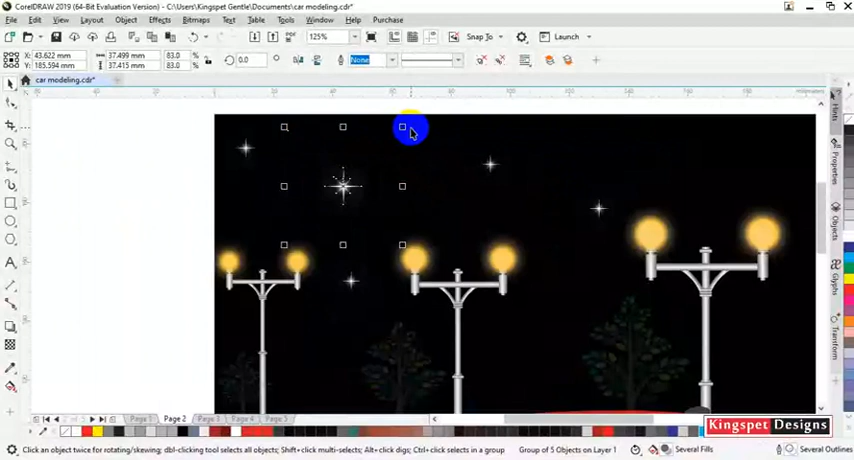 CorelDRAW 2019 (64-Bit Evaluation Version) - C:\Users\Kingspet Gentle\Documents\car modeling.cdr*
File Edit View Layout Object Effects Bitmaps Text Tables Tools Window Help Purchase
PDF 125% Snap To Launch
X: 43.622 mm 37.499 mm 83.0 %
Y: 185.594 mm 37.415 mm 83.0 %
0.0 ° None
car modeling.cdr*
millimeters
Hints
Properties
Objects
Glyphs
Transform
Page 1 Page 2 Page 3 Page 4 Page 5
Kingspet Designs
Click an object twice for rotating/skewing; dbl-clicking tool selects all objects; Shift+click multi-selects; Alt+click digs; Ctrl+click selects in a group Group of 5 Objects on Layer 1 Several Fills Several Outlines